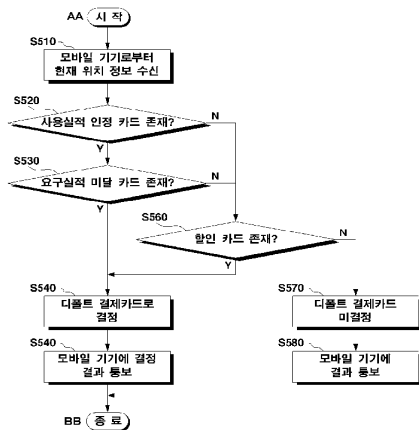 AA 시 작
S510
모바일 기기로부터
현재 위치 정보 수신
S520
사용실적 인정 카드 존재?
N
Y
S530
요구실적 미달 카드 존재?
Y
S560
할인 카드 존재?
N
Y
S540
디폴트 결제카드로
결정
S570
디폴트 결제카드
미결정
S540
모바일 기기에 결정
결과 통보
S580
모바일 기기에
결과 통보
BB 종 료